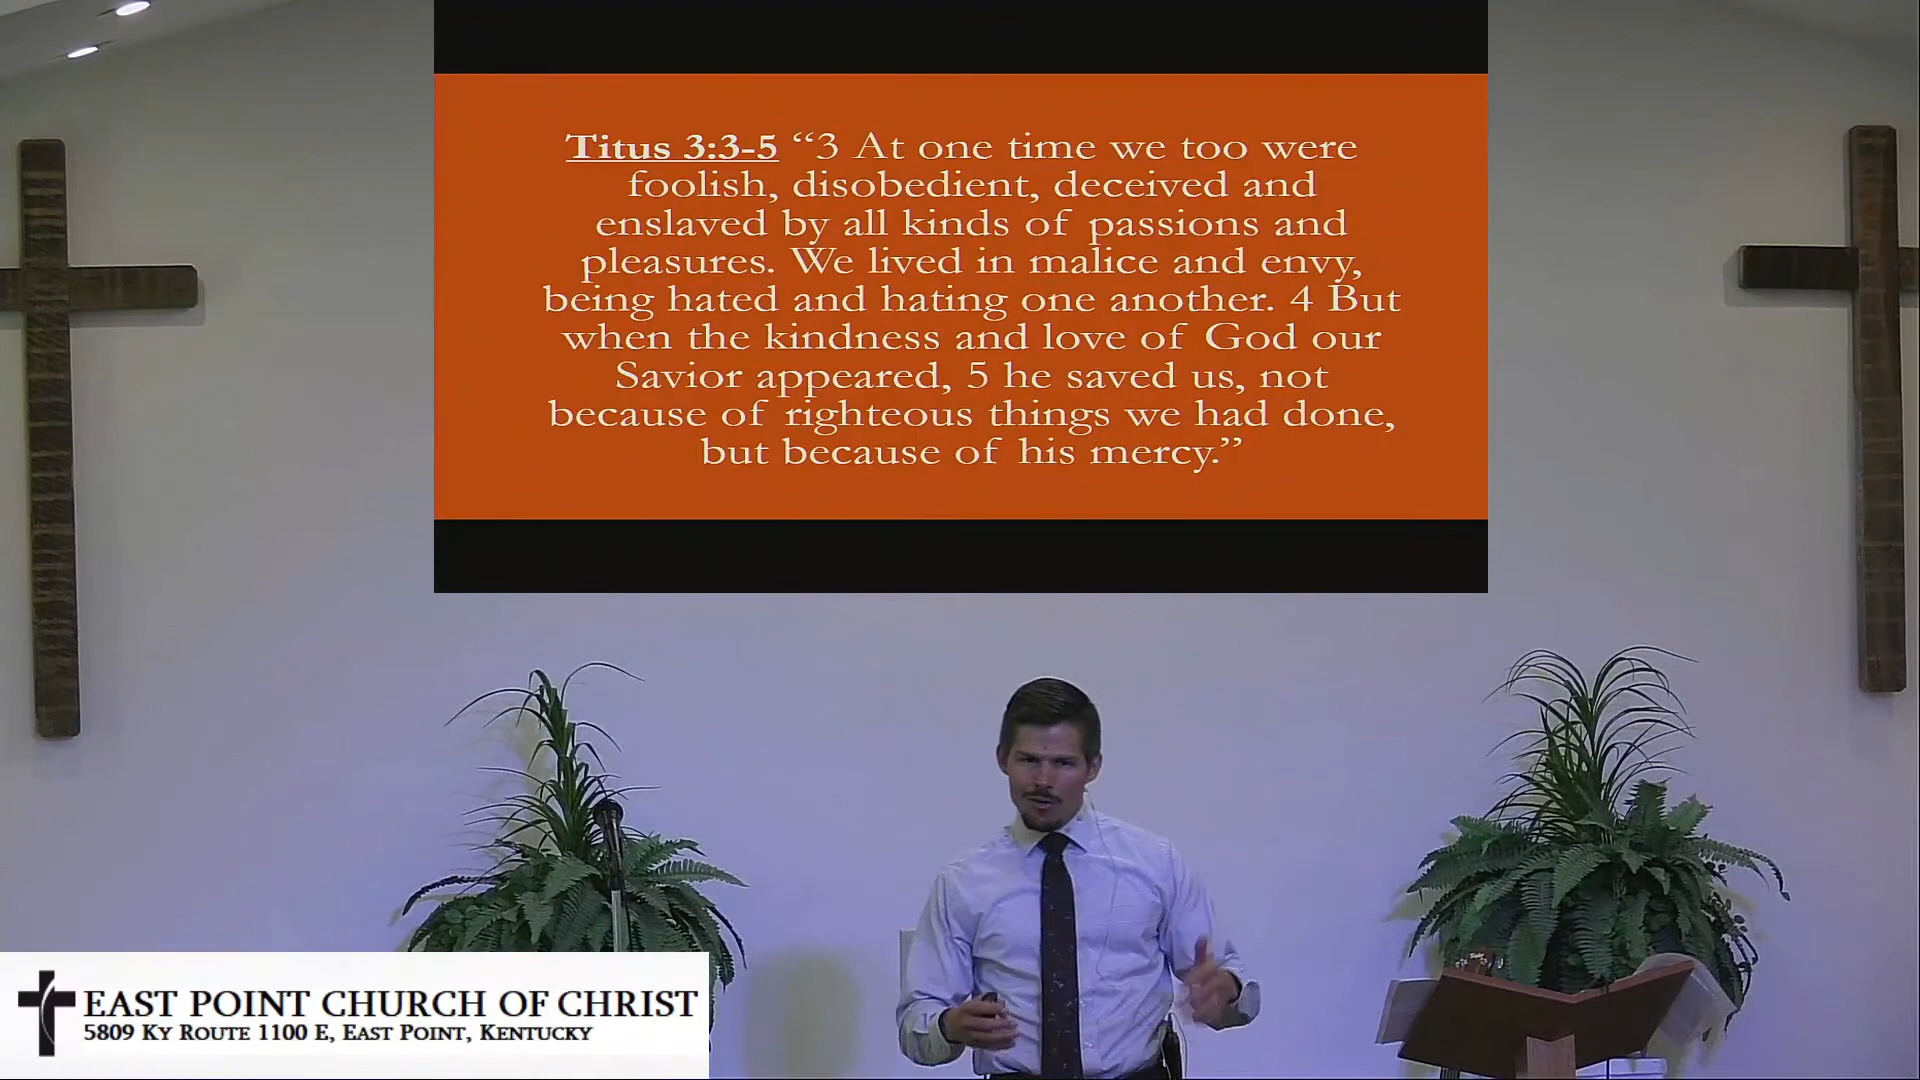 Titus 3:3-5 “3 At one time we too were
foolish, disobedient, deceived and
enslaved by all kinds of passions and
pleasures. We lived in malice and envy,
being hated and hating one another. 4 But
when the kindness and love of God our
Savior appeared, 5 he saved us, not
because of righteous things we had done,
but because of his mercy.”
EAST POINT CHURCH OF CHRIST
5809 KY ROUTE 1100 E, EAST POINT, KENTUCKY